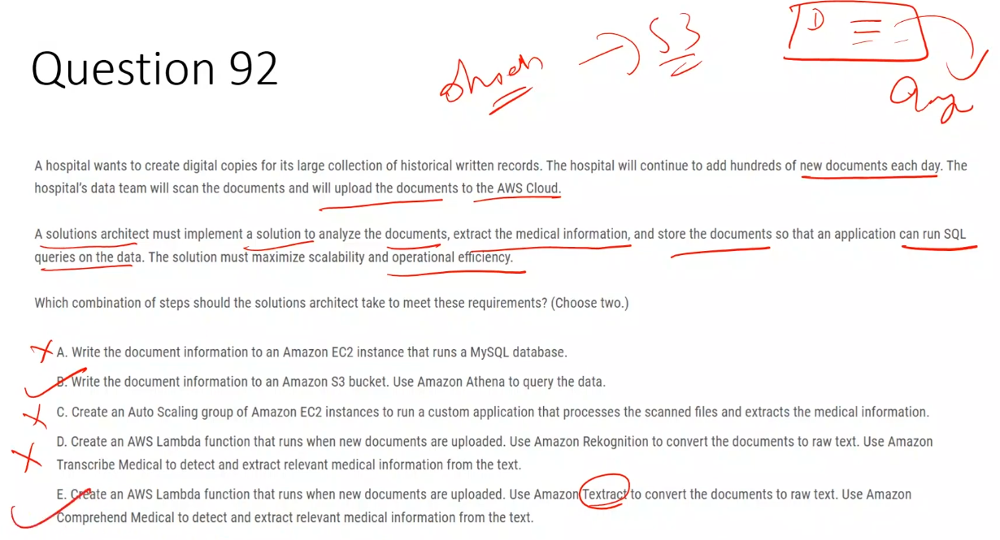 Question 92
S3
D
A hospital wants to create digital copies for its large collection of historical written records. The hospital will continue to add hundreds of new documents each day. The
hospital's data team will scan the documents and will upload the documents to the AWS Cloud.
A solutions architect must implement a solution to analyze the documents, extract the medical information, and store the documents so that an application can run SQL
queries on the data. The solution must maximize scalability and operational efficiency.
Which combination of steps should the solutions architect take to meet these requirements? (Choose two.)
A. Write the document information to an Amazon EC2 instance that runs a MySQL database.
B. Write the document information to an Amazon S3 bucket. Use Amazon Athena to query the data.
C. Create an Auto Scaling group of Amazon EC2 instances to run a custom application that processes the scanned files and extracts the medical information.
D. Create an AWS Lambda function that runs when new documents are uploaded. Use Amazon Rekognition to convert the documents to raw text. Use Amazon
Transcribe Medical to detect and extract relevant medical information from the text.
E. Create an AWS Lambda function that runs when new documents are uploaded. Use Amazon Textract to convert the documents to raw text. Use Amazon
Comprehend Medical to detect and extract relevant medical information from the text.